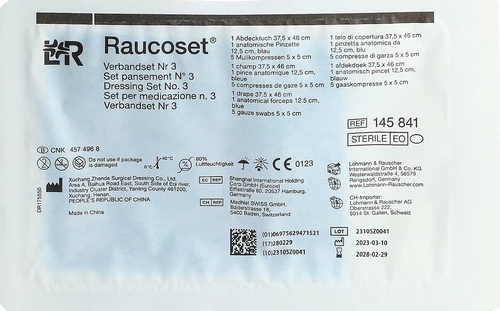 L&R
Raucoset®
Verbandset Nr 3
Set pansement N° 3
Dressing Set No. 3
Set per medicazione n. 3
Verbandset Nr 3
1 Abdecktuch 37,5 x 46 cm
1 anatomische Pinzette
12,5 cm, blau
5 Mullkompressen 5 x 5 cm
1 champ 37,5 x 46 cm
1 pince anatomique 12,5 cm,
bleue
5 compresses de gaze 5 x 5 cm
1 drape 37,5 x 46 cm
1 anatomical forceps 12.5 cm,
blue
5 gauze swabs 5 x 5 cm
1 telo di copertura 37,5 x 46 cm
1 pinzetta anatomica da
12,5 cm, blu
5 compresse di garza 5 x 5 cm
1 afdekdoek 37,5 x 46 cm
1 anatomisch pincet 12,5 cm,
blauw
5 gaaskompresse 5 x 5 cm
REF 145 841
STERILE EO
CNK 457 496 8
Do not use if package
is damaged
0°C
40°C
80%
Luftfeuchtigkeit
CE 0123
Xuchang Zhende Surgical Dressing Co., Ltd.
Area A, Baihua Road East, South Side of Erji river,
Industry Cluster District, Yanling County 461200,
Xuchang, Henan,
PEOPLE'S REPUBLIC OF CHINA
Made in China
EC REP
Shanghai International Holding
Corp.GmbH (Europe)
Eiffestraße 80, 20537 Hamburg,
Germany
CH REP
MedNet SWISS GmbH,
Bäderstrasse 18,
5400 Baden, Switzerland
Lohmann & Rauscher
International GmbH & Co. KG
Westerwaldstraße 4, 56579
Rengsdorf, Germany
www.Lohmann-Rauscher.com
CH-Importer:
Lohmann & Rauscher AG
Oberstrasse 222,
9014 St. Gallen, Schweiz
(01)06975629471521
(17)280229
(10)23105Z0041
LOT 23105Z0041
2023-03-10
2028-02-29